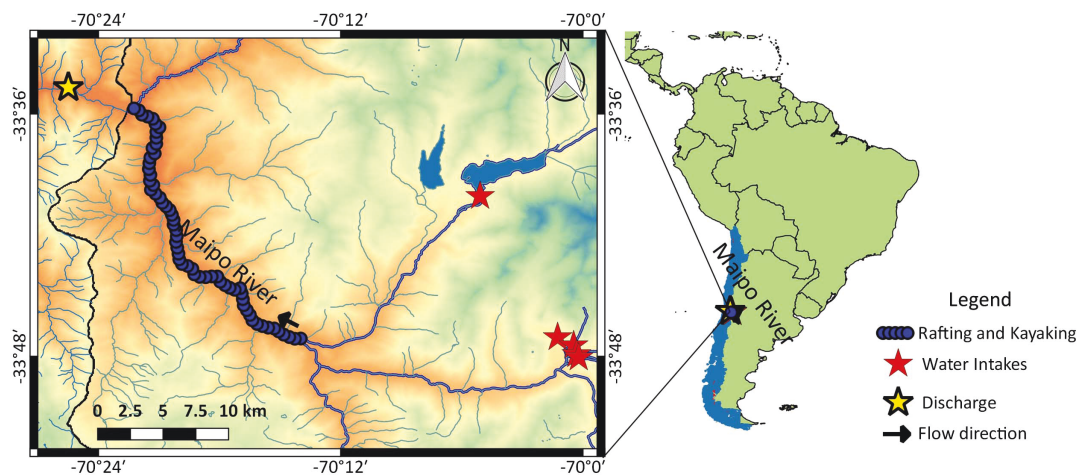 -70°24′ -70°12′ -70°0′
N
-33°36′ -33°36′
Maipo River
-33°48′ -33°48′
0 2.5 5 7.5 10 km
-70°24′ -70°12′ -70°0′
Maipo Rive
Legend
Rafting and Kayaking
Water Intakes
Discharge
Flow direction